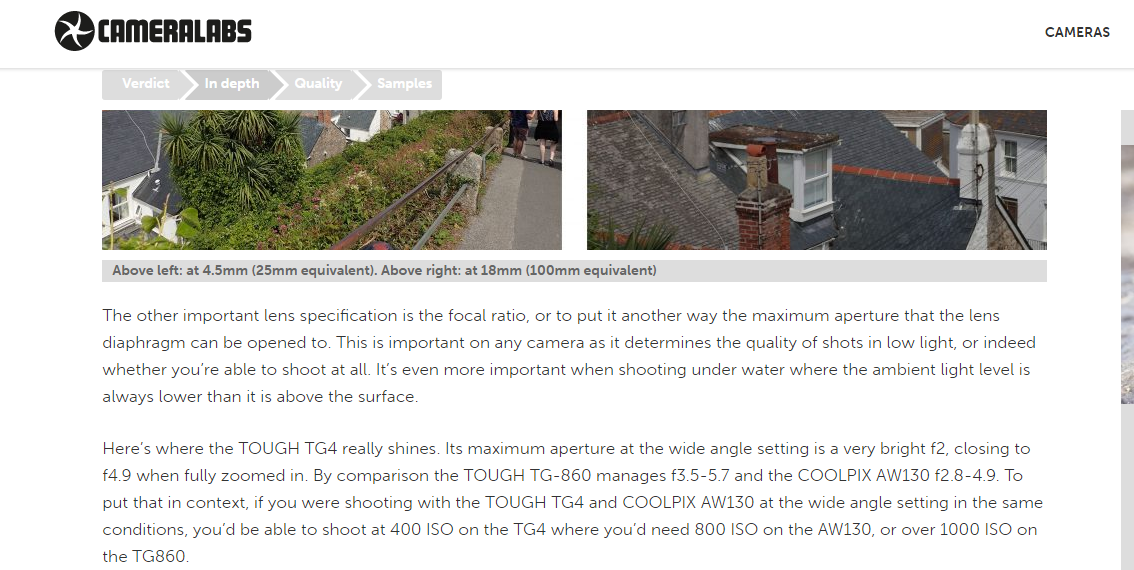 CAMERALABS
CAMERAS
Verdict
In depth
Quality
Samples
Above left: at 4.5mm (25mm equivalent). Above right: at 18mm (100mm equivalent)
The other important lens specification is the focal ratio, or to put it another way the maximum aperture that the lens
diaphragm can be opened to. This is important on any camera as it determines the quality of shots in low light, or indeed
whether you’re able to shoot at all. It’s even more important when shooting under water where the ambient light level is
always lower than it is above the surface.
Here’s where the TOUGH TG4 really shines. Its maximum aperture at the wide angle setting is a very bright f2, closing to
f4.9 when fully zoomed in. By comparison the TOUGH TG-860 manages f3.5-5.7 and the COOLPIX AW130 f2.8-4.9. To
put that in context, if you were shooting with the TOUGH TG4 and COOLPIX AW130 at the wide angle setting in the same
conditions, you’d be able to shoot at 400 ISO on the TG4 where you’d need 800 ISO on the AW130, or over 1000 ISO on
the TG860.